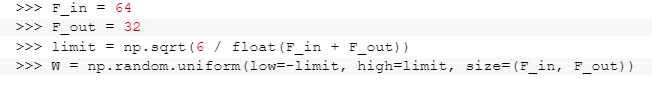 >>> F_in = 64
>>> F_out = 32
>>> limit = np.sqrt(6 / float(F_in + F_out))
>>> W = np.random.uniform(low=-limit, high=limit, size=(F_in, F_out))